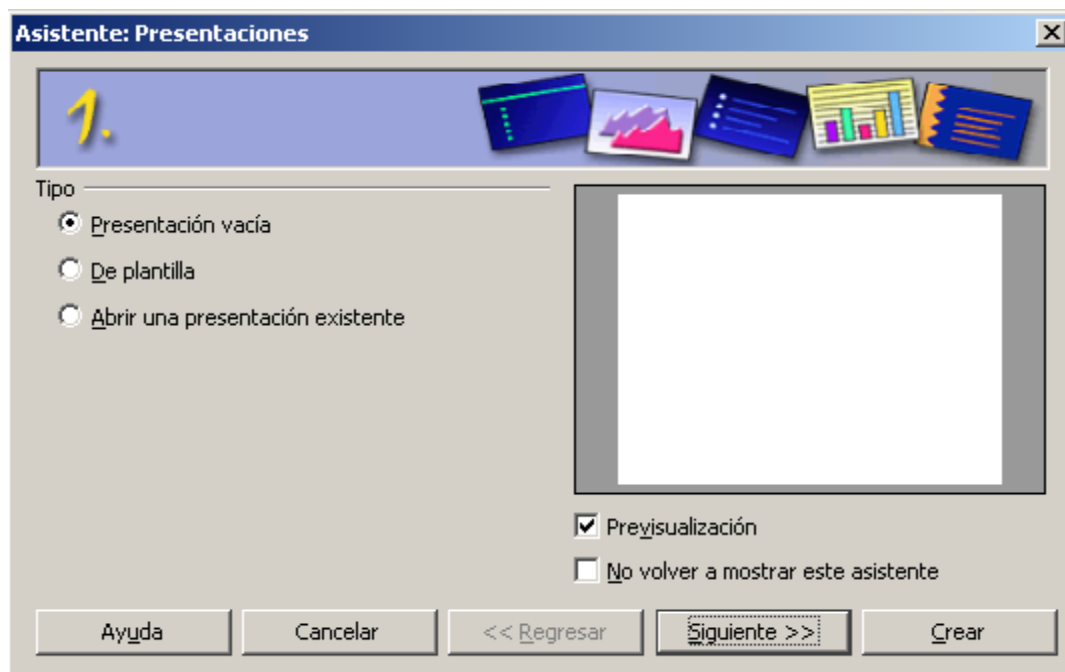 Asistente: Presentaciones
1.
Tipo
Presentación vacía
De plantilla
Abrir una presentación existente
Previsualización
No volver a mostrar este asistente
Ayuda
Cancelar
<< Regresar
Siguiente >>
Crear